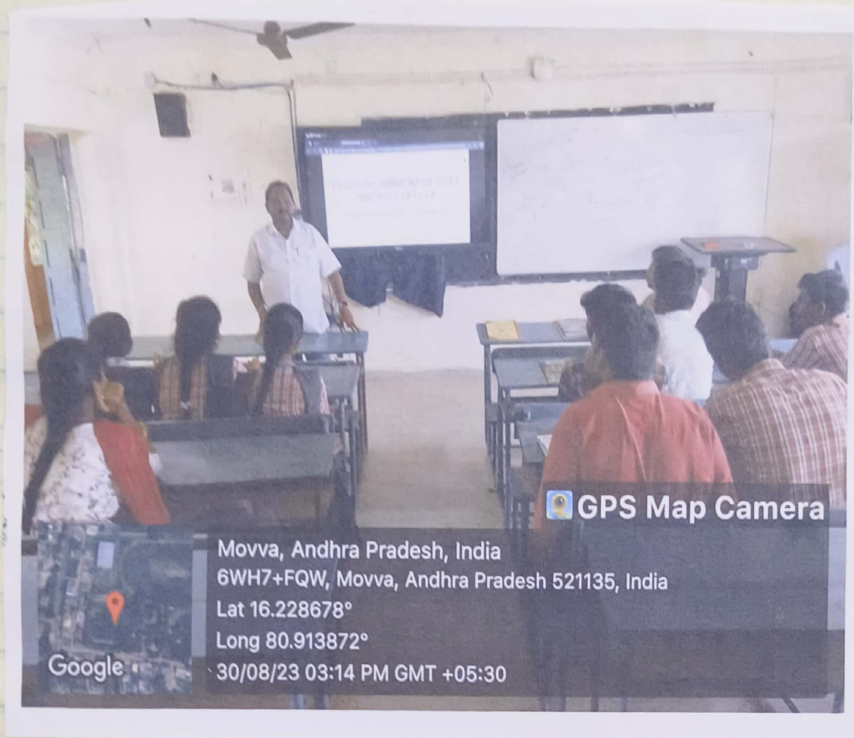 GPS Map Camera
Movva, Andhra Pradesh, India
6WH7+FQW, Movva, Andhra Pradesh 521135, India
Lat 16.228678°
Long 80.913872°
30/08/23 03:14 PM GMT +05:30
Google